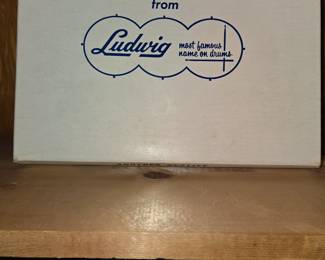 from
Ludwig
most famous
name on drums